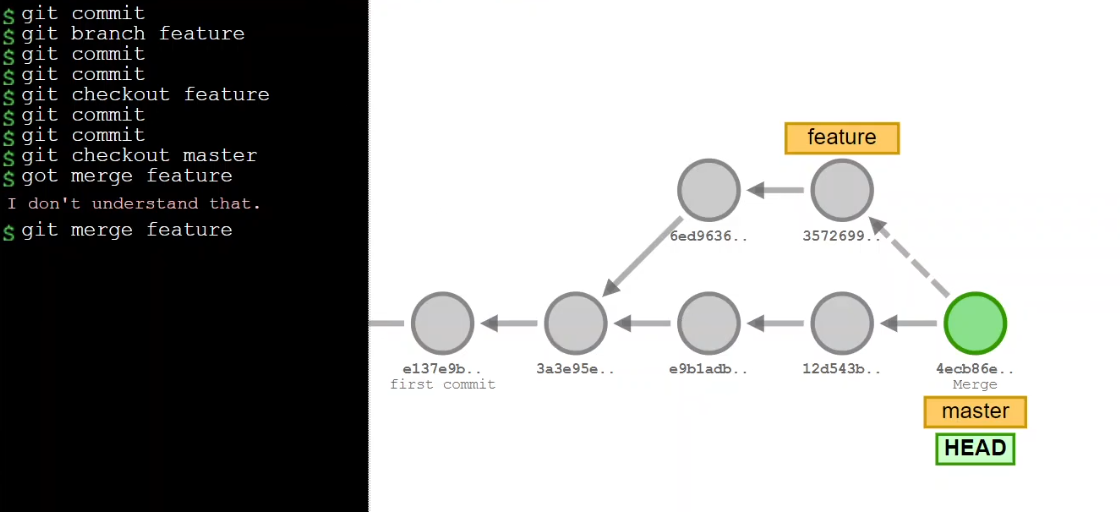 $ git commit
$ git branch feature
$ git commit
$ git commit
$ git checkout feature
$ git commit
$ git commit
$ git checkout master
$ got merge feature
I don't understand that.
$ git merge feature
feature
6ed9636.. 3572699..
e137e9b.. 3a3e95e.. e9b1adb.. 12d543b.. 4ecb86e..
first commit Merge
master
HEAD